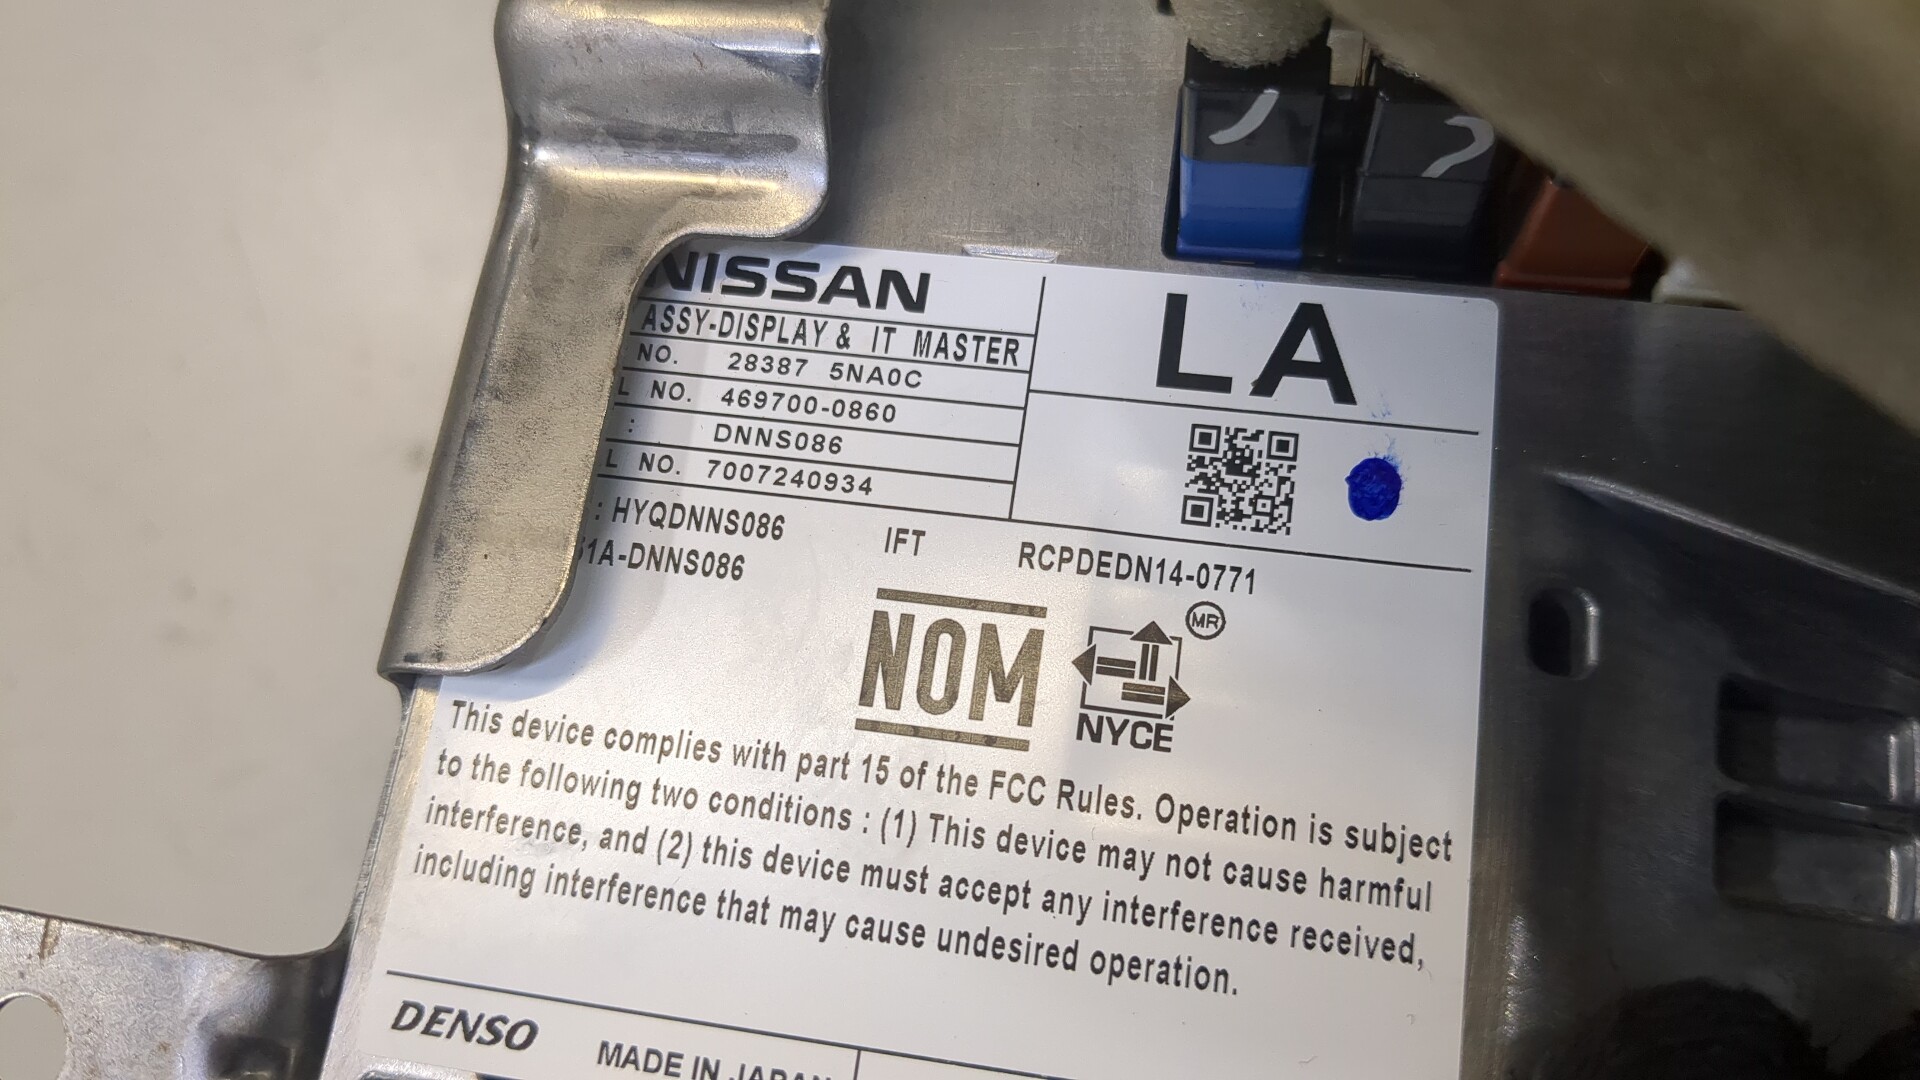 NISSAN
LA
ASSY-DISPLAY & IT MASTER
NO. 28387 5NA0C
L NO. 469700-0860
: DNNS086
L NO. 7007240934
: HYQDNNS086
IFT
RCPDEDN14-0771
1A-DNNS086
NOM
MR
NYCE
This device complies with part 15 of the FCC Rules. Operation is subject
to the following two conditions : (1) This device may not cause harmful
interference, and (2) this device must accept any interference received,
including interference that may cause undesired operation.
DENSO
MADE IN JAPAN